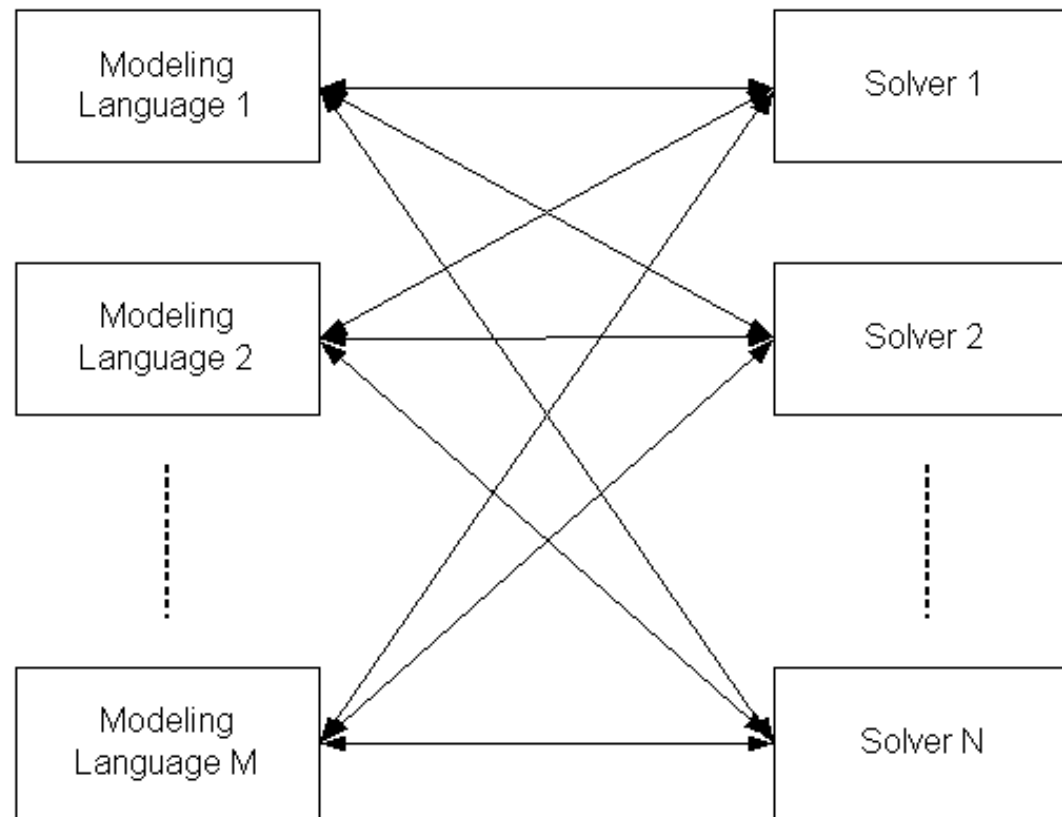 Modeling
Language 1
Solver 1
Modeling
Language 2
Solver 2
Modeling
Language M
Solver N